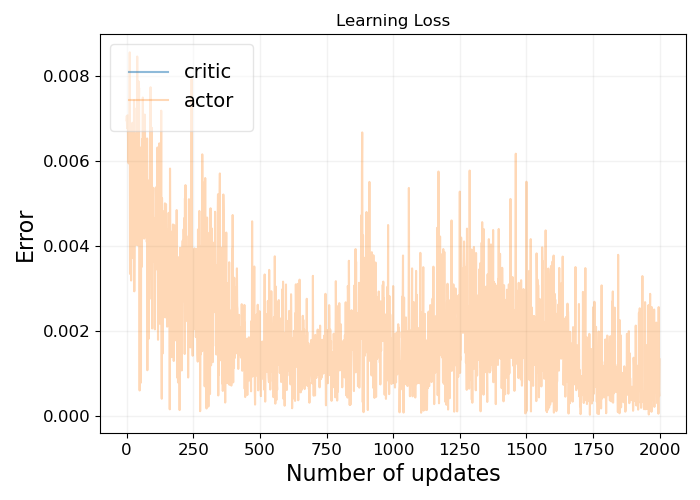 Learning Loss
critic
actor
Error
0.008
0.006
0.004
0.002
0.000
0 250 500 750 1000 1250 1500 1750 2000
Number of updates